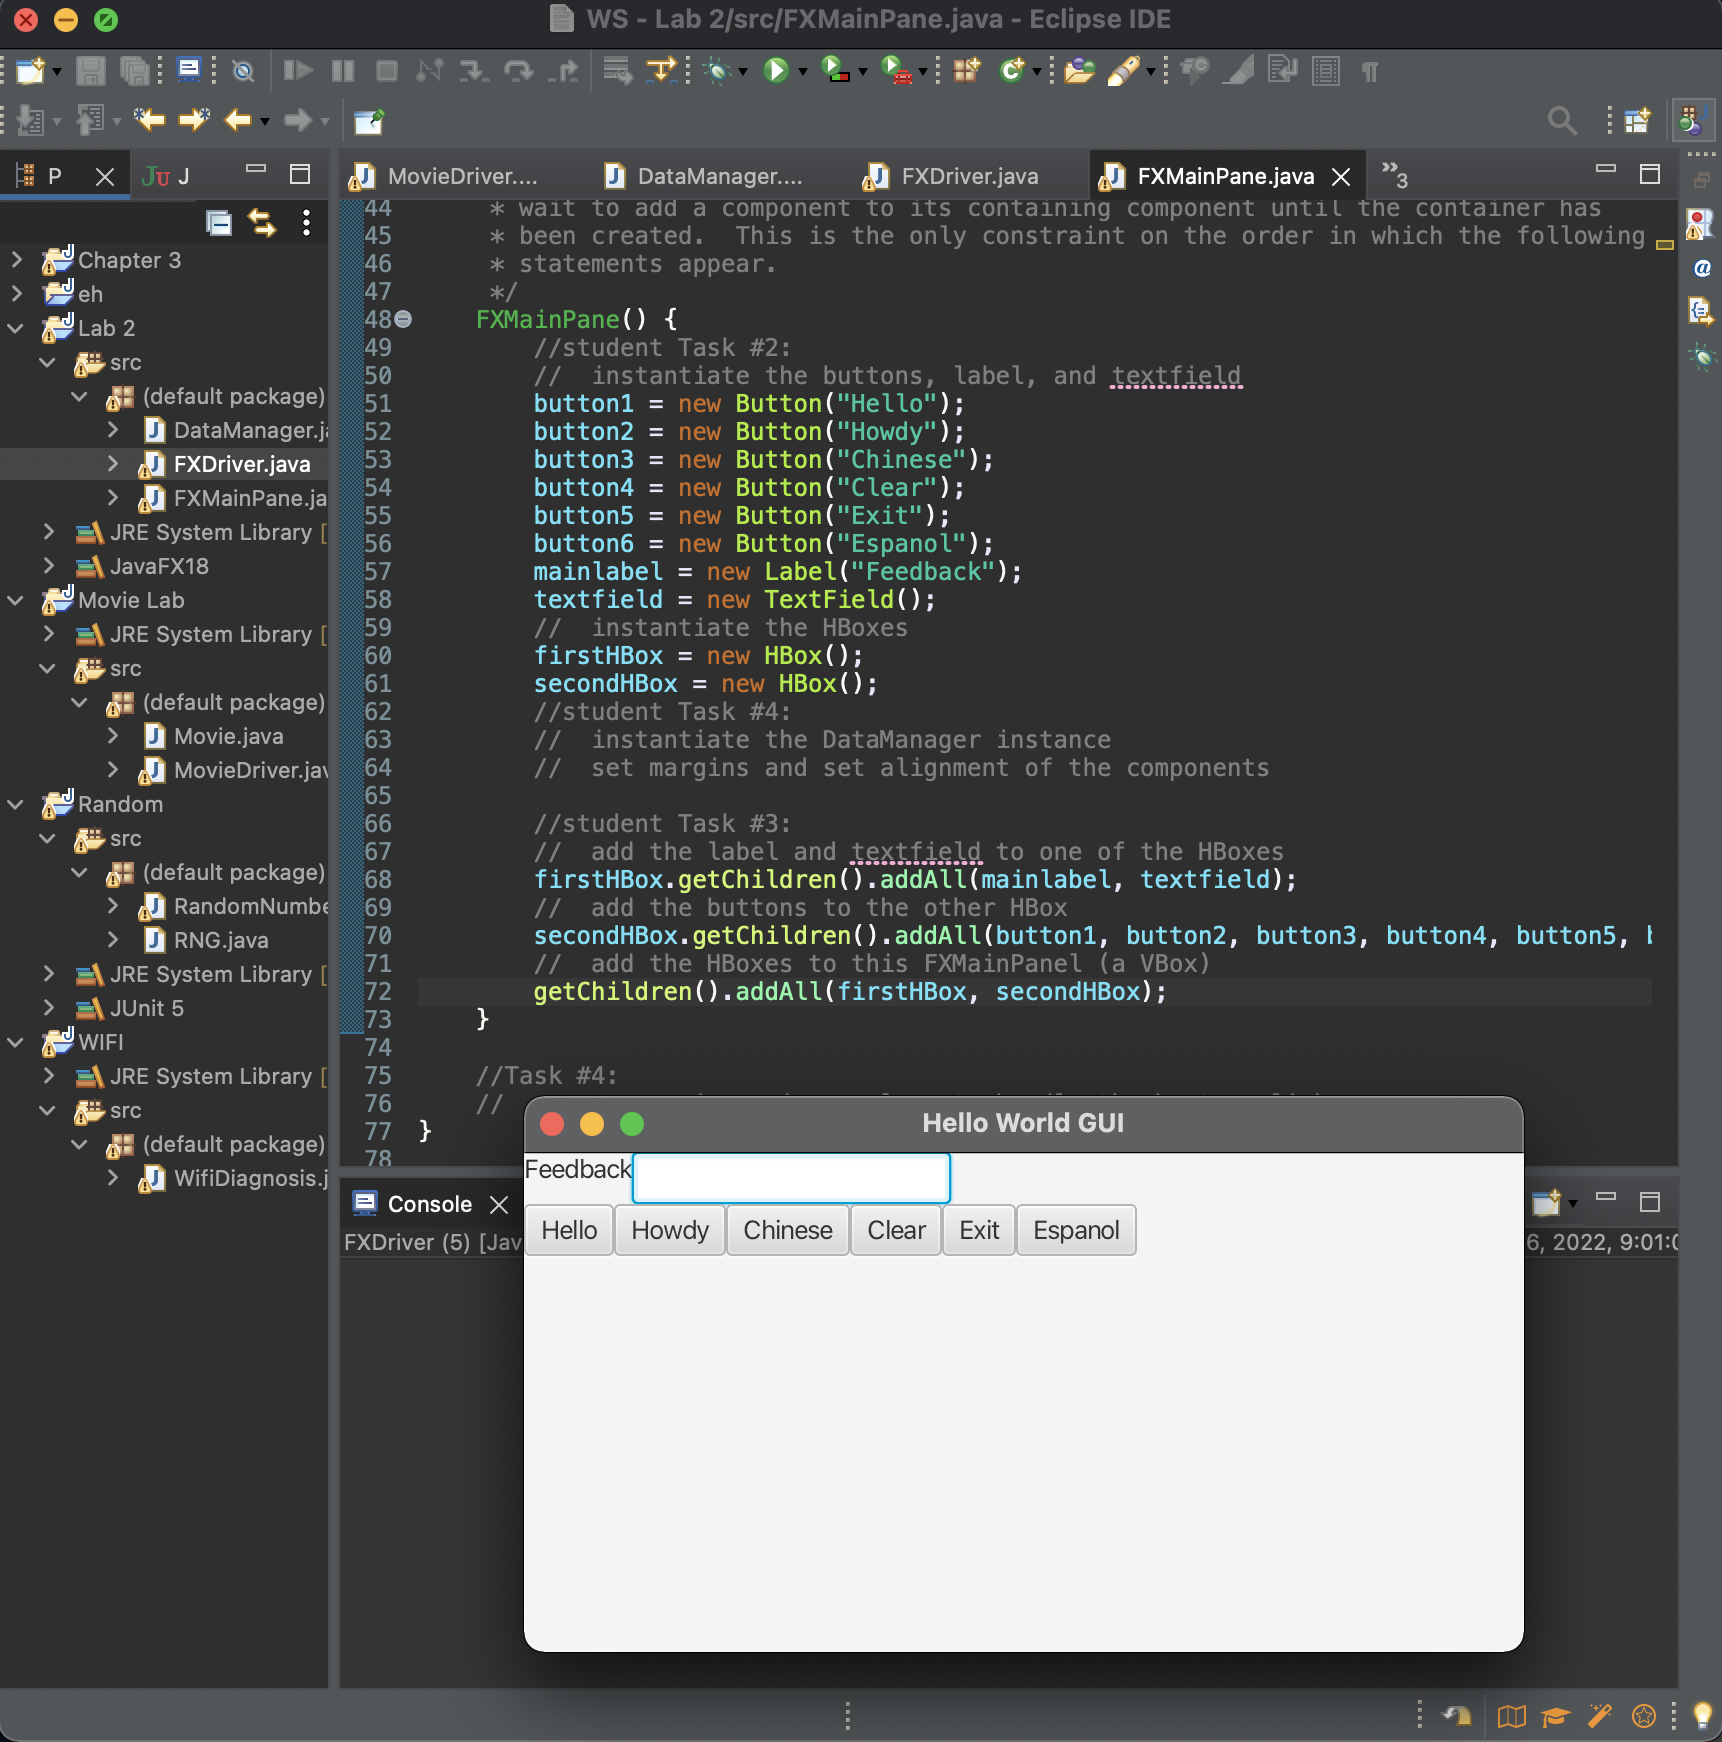 WS - Lab 2/src/FXMainPane.java - Eclipse IDE
P
JU J
MovieDriver....
DataManager....
FXDriver.java
FXMainPane.java
»3
Chapter 3
eh
Lab 2
src
(default package)
DataManager.ja
FXDriver.java
FXMainPane.ja
JRE System Library [
JavaFX18
Movie Lab
JRE System Library [
src
(default package)
Movie.java
MovieDriver.jav
Random
src
(default package)
RandomNumbe
RNG.java
JRE System Library [
JUnit 5
WIFI
JRE System Library [
src
(default package)
WifiDiagnosis.j
44 * wait to add a component to its containing component until the container has
45 * been created.  This is the only constraint on the order in which the following
46 * statements appear.
47 */
48 FXMainPane() {
49 //student Task #2:
50 //  instantiate the buttons, label, and textfield
51 button1 = new Button("Hello");
52 button2 = new Button("Howdy");
53 button3 = new Button("Chinese");
54 button4 = new Button("Clear");
55 button5 = new Button("Exit");
56 button6 = new Button("Espanol");
57 mainlabel = new Label("Feedback");
58 textfield = new TextField();
59 //  instantiate the HBoxes
60 firstHBox = new HBox();
61 secondHBox = new HBox();
62 //student Task #4:
63 //  instantiate the DataManager instance
64 //  set margins and set alignment of the components
65
66 //student Task #3:
67 //  add the label and textfield to one of the HBoxes
68 firstHBox.getChildren().addAll(mainlabel, textfield);
69 //  add the buttons to the other HBox
70 secondHBox.getChildren().addAll(button1, button2, button3, button4, button5, b
71 //  add the HBoxes to this FXMainPanel (a VBox)
72 getChildren().addAll(firstHBox, secondHBox);
73 }
74
75 //Task #4:
76 //
77 }
78
Hello World GUI
Feedback
Hello Howdy Chinese Clear Exit Espanol
Console
FXDriver (5) [Jav
6, 2022, 9:01:0